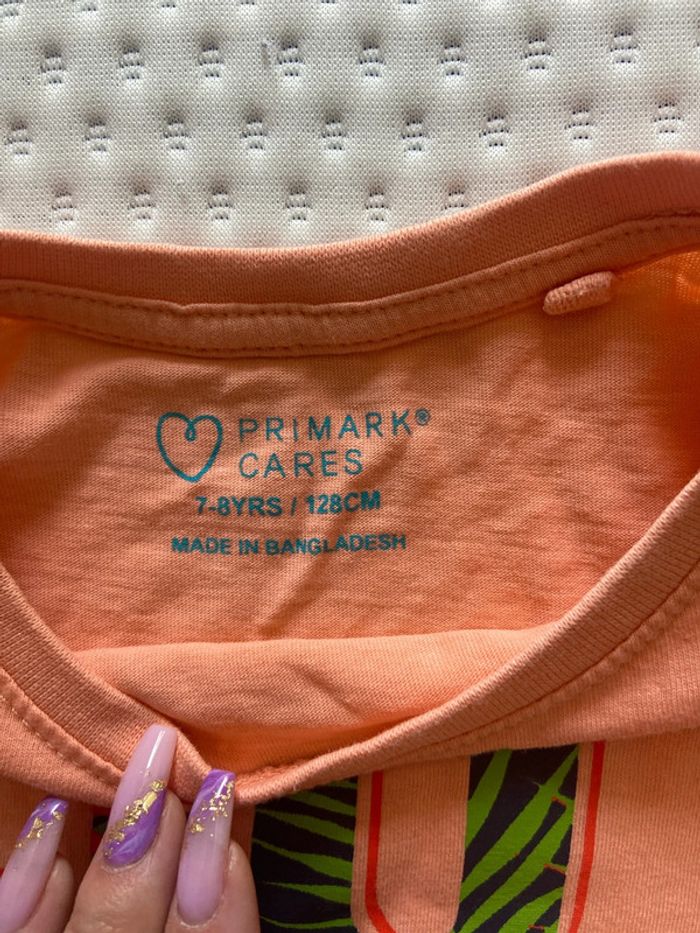 PRIMARK®
CARES
7-8YRS / 128CM
MADE IN BANGLADESH